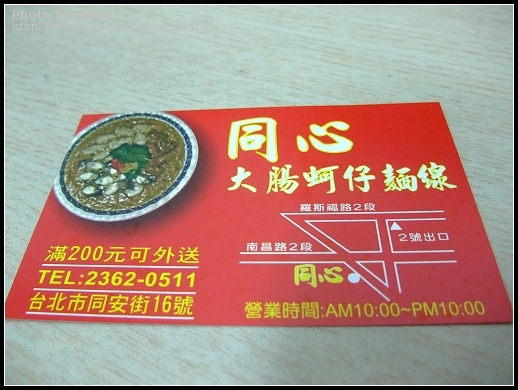 同心
大腸蚵仔麵線
羅斯福路2段
2號出口
南昌路2段
同心
滿200元可外送
TEL:2362-0511
台北市同安街16號
營業時間:AM10:00~PM10:00